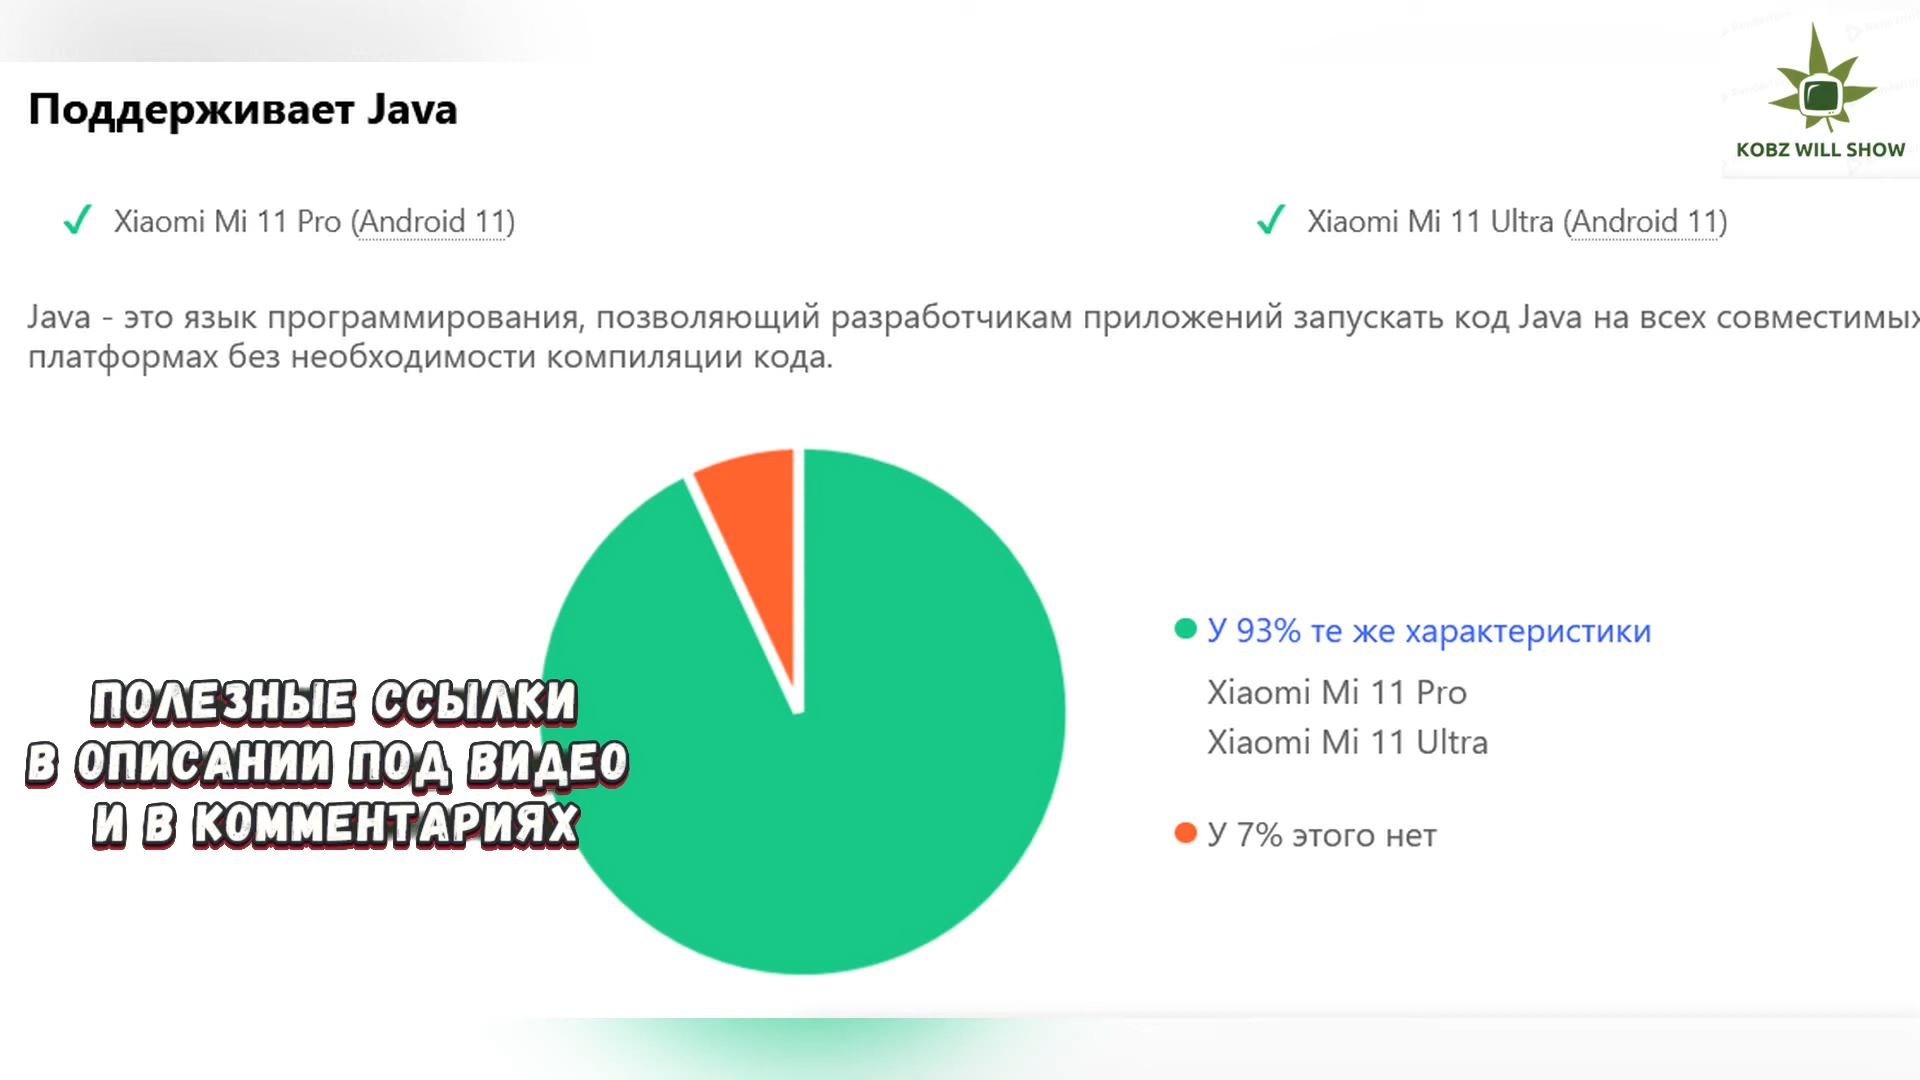 Поддерживает Java
KOBZ WILL SHOW
Xiaomi Mi 11 Pro (Android 11)
Xiaomi Mi 11 Ultra (Android 11)
Java - это язык программирования, позволяющий разработчикам приложений запускать код Java на всех совместимых
платформах без необходимости компиляции кода.
У 93% те же характеристики
Xiaomi Mi 11 Pro
Xiaomi Mi 11 Ultra
У 7% этого нет
ПОЛЕЗНЫЕ ССЫЛКИ
В ОПИСАНИИ ПОД ВИДЕО
И В КОММЕНТАРИЯХ